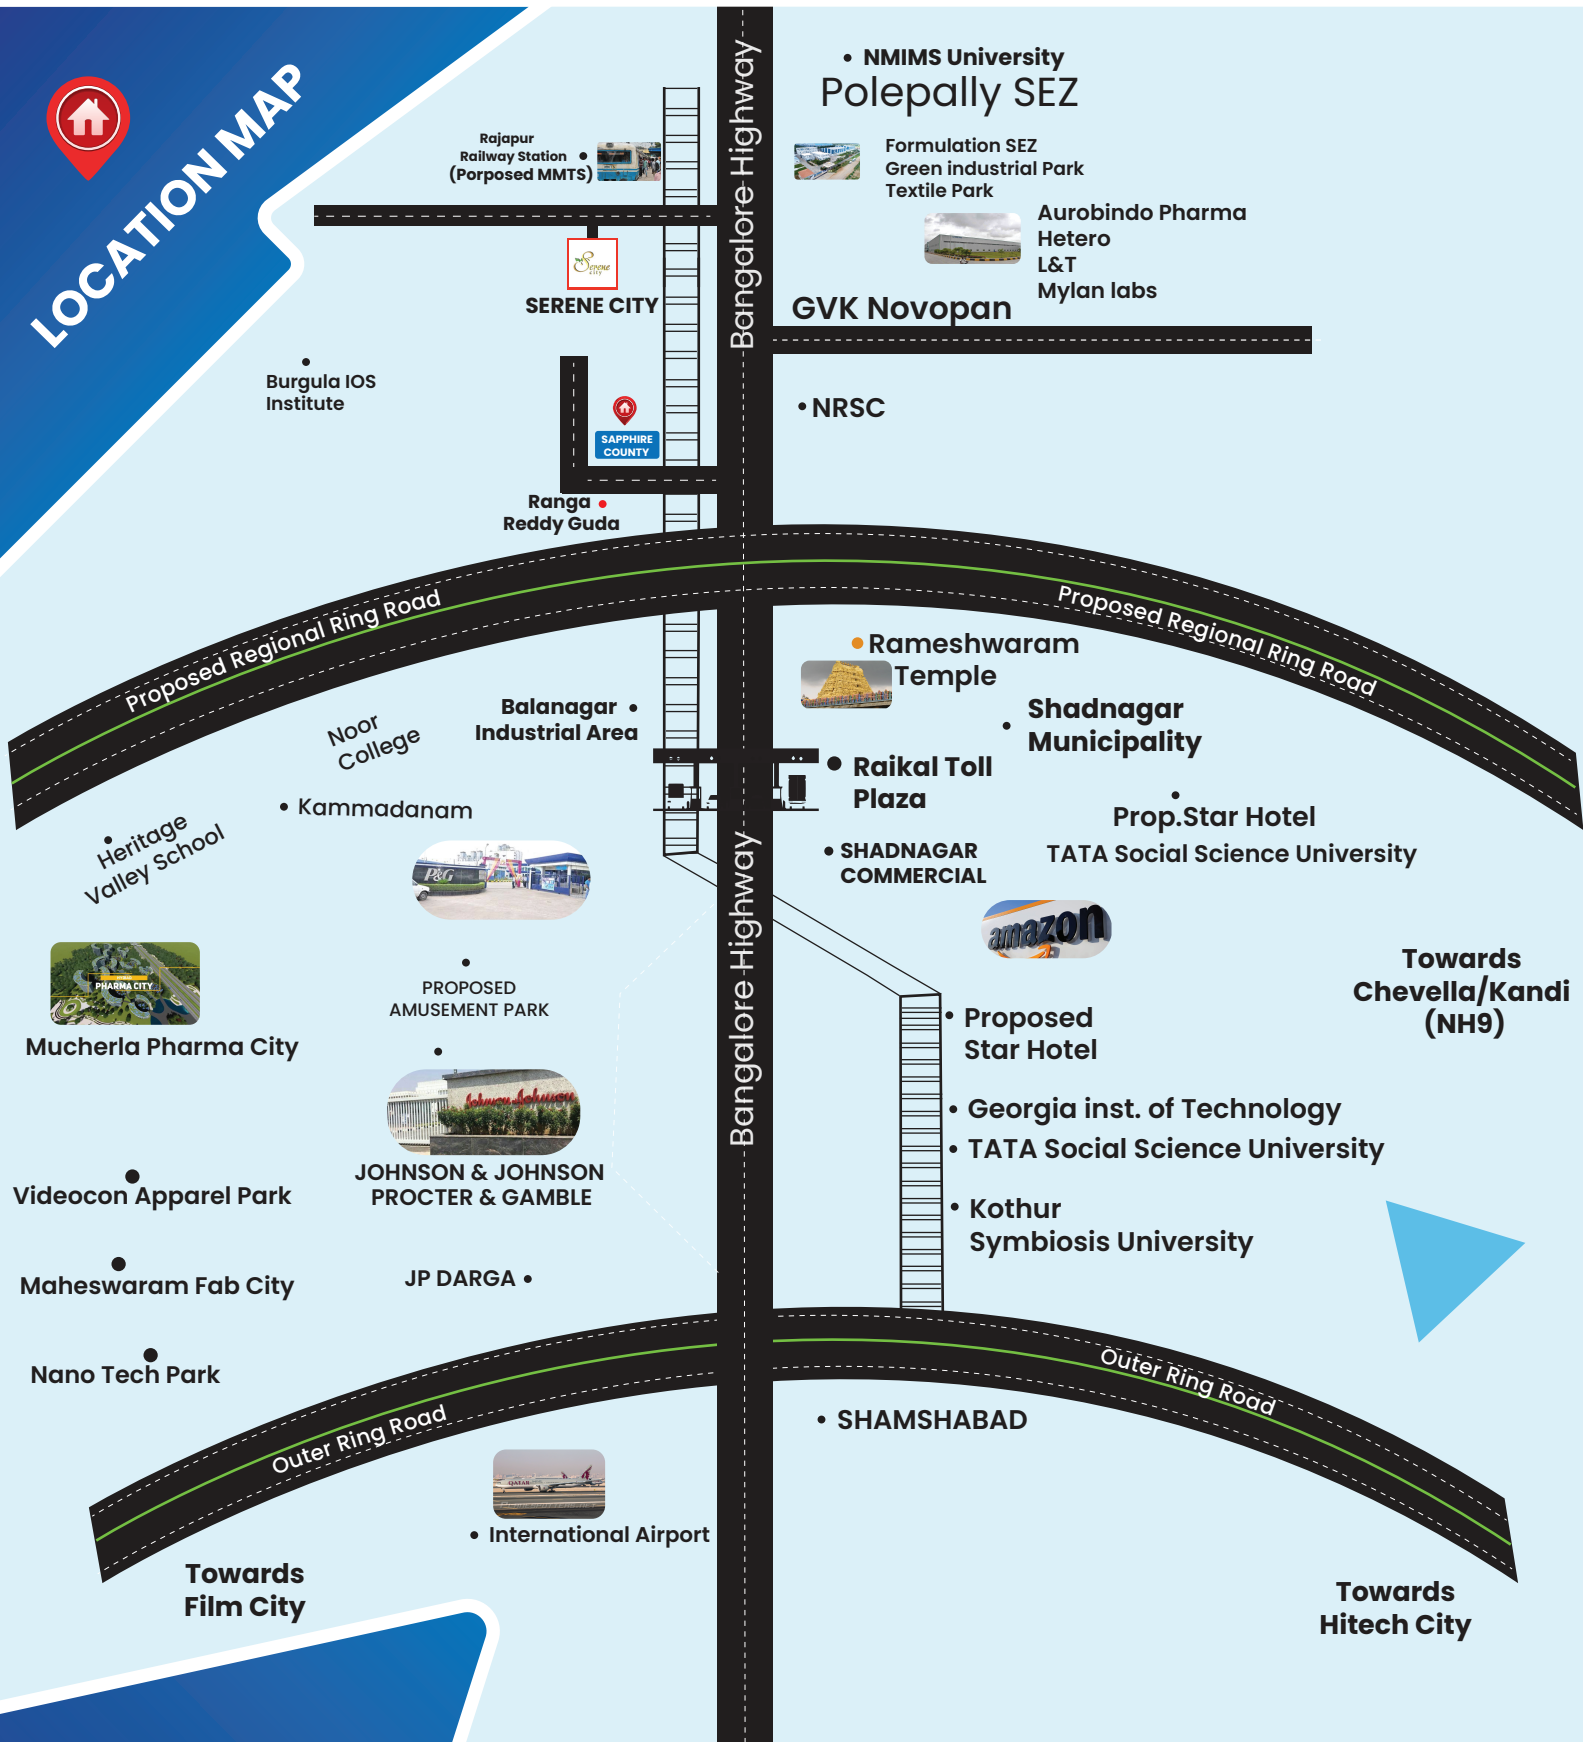 LOCATION MAP
Bangalore Highway
NMIMS University
Polepally SEZ
Rajapur
Railway Station
(Porposed MMTS)
Formulation SEZ
Green industrial Park
Textile Park
Aurobindo Pharma
Hetero
L&T
Mylan labs
Serene
city
SERENE CITY
GVK Novopan
Burgula IOS
Institute
NRSC
SAPPHIRE
COUNTY
Ranga
Reddy Guda
Proposed Regional Ring Road
Proposed Regional Ring Road
Rameshwaram
Temple
Balanagar
Industrial Area
Shadnagar
Municipality
Noor
College
Raikal Toll
Plaza
Kammadanam
Prop.Star Hotel
TATA Social Science University
Heritage
Valley School
SHADNAGAR
COMMERCIAL
P&G
Bangalore Highway
amazon
PHARMA CITY
Mucherla Pharma City
PROPOSED
AMUSEMENT PARK
Towards
Chevella/Kandi
(NH9)
Proposed
Star Hotel
Johnson & Johnson
JOHNSON & JOHNSON
PROCTER & GAMBLE
Georgia inst. of Technology
TATA Social Science University
Videocon Apparel Park
Kothur
Symbiosis University
Maheswaram Fab City
JP DARGA
Nano Tech Park
Outer Ring Road
Outer Ring Road
SHAMSHABAD
QATAR
International Airport
Towards
Film City
Towards
Hitech City